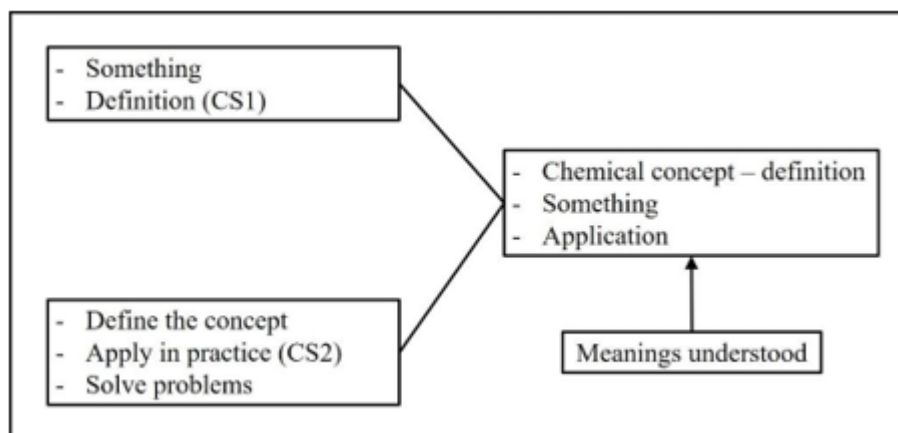 - Something
- Definition (CS1)
- Chemical concept – definition
- Something
- Application
- Define the concept
- Apply in practice (CS2)
- Solve problems
Meanings understood